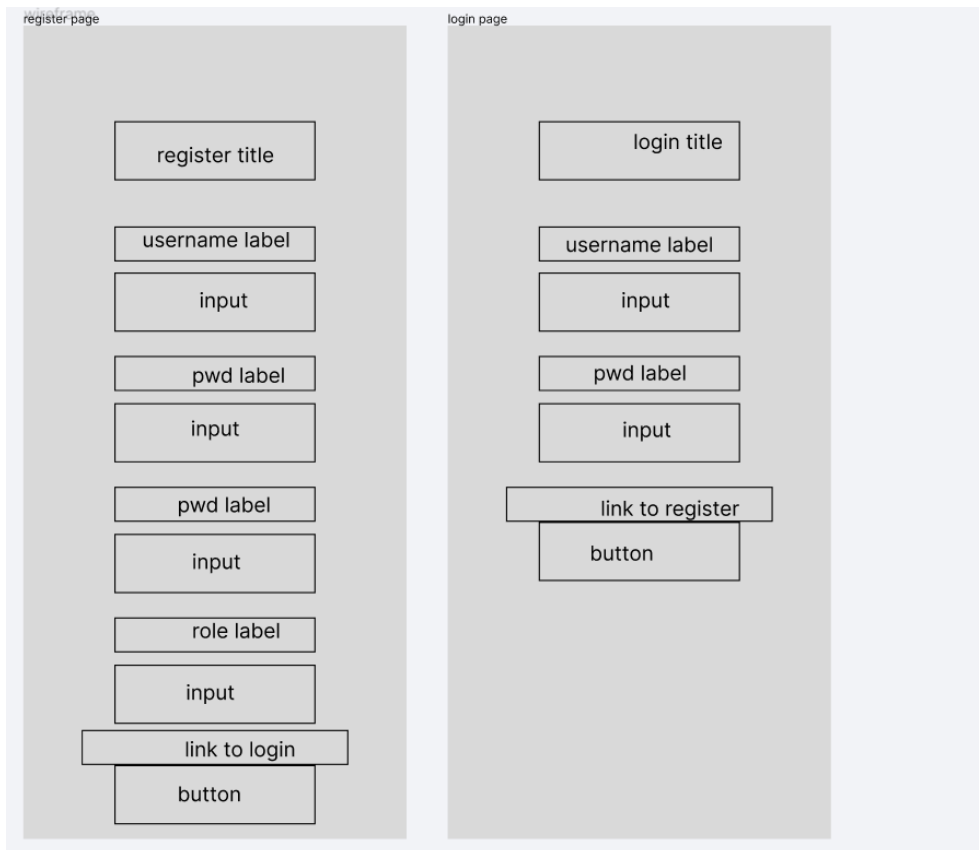 wireframe
register page
register title
username label
input
pwd label
input
pwd label
input
role label
input
link to login
button
login page
login title
username label
input
pwd label
input
link to register
button